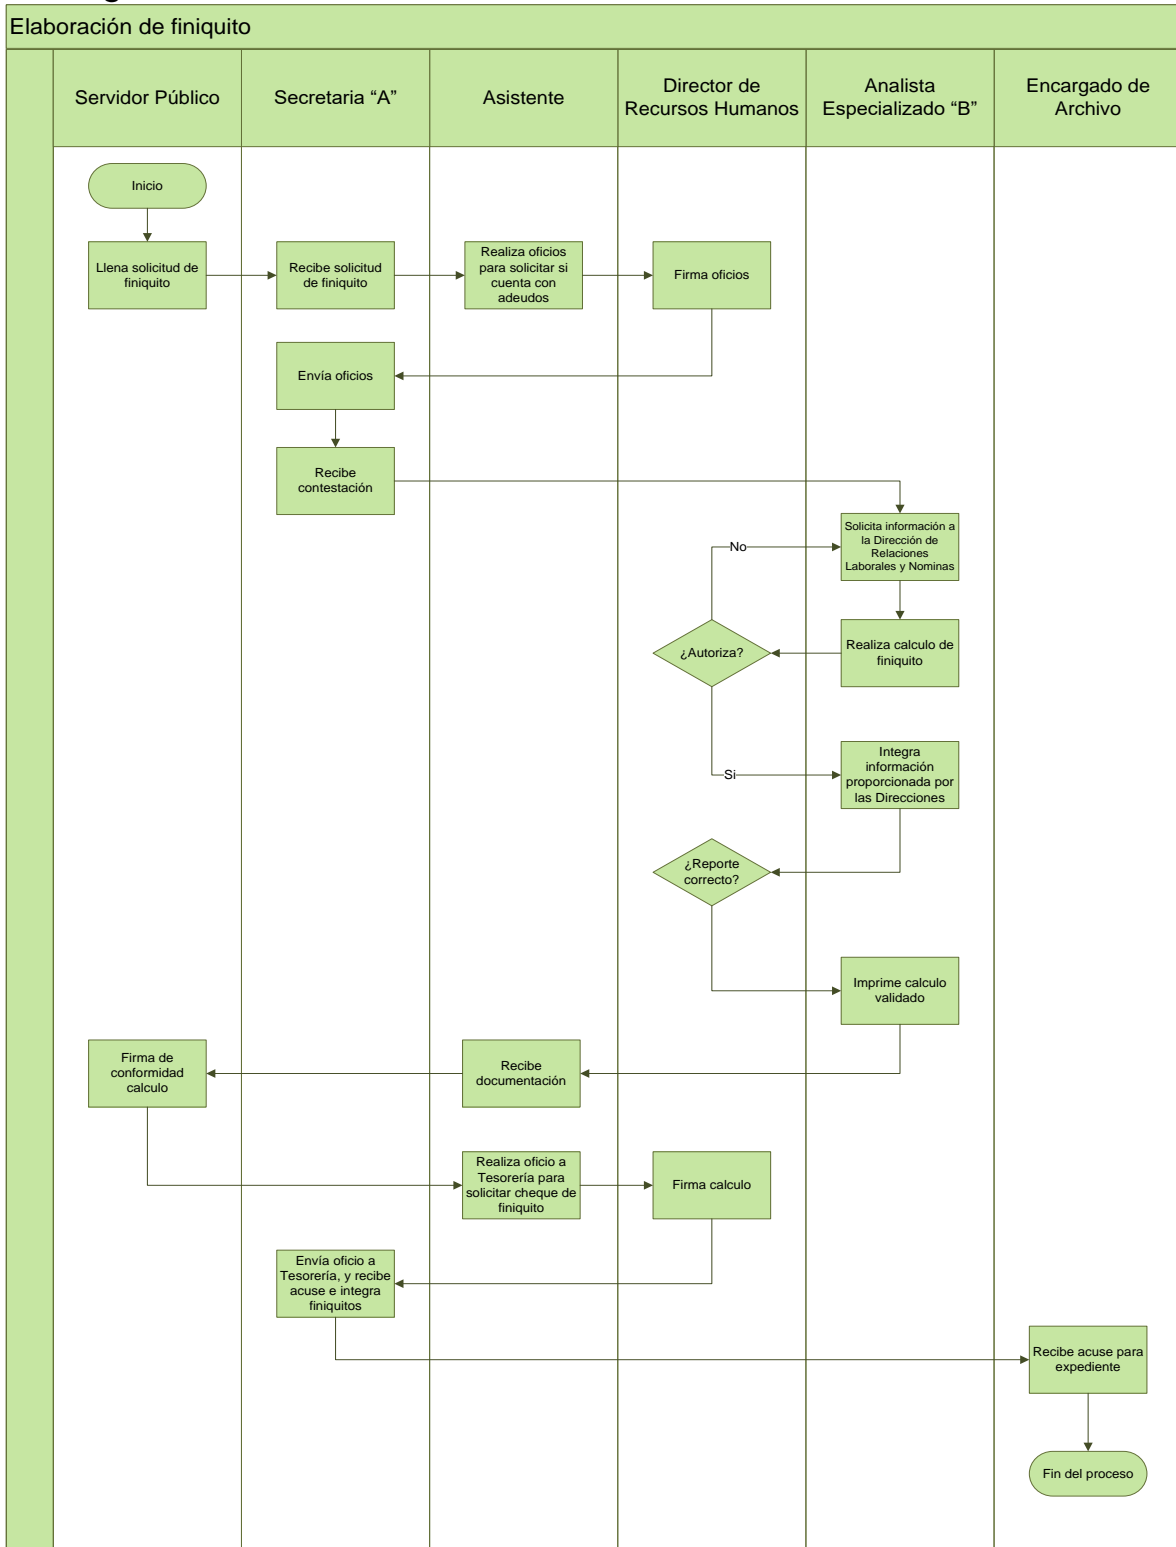 Elaboración de finiquito
Servidor Público
Secretaria “A”
Asistente
Director de
Recursos Humanos
Analista
Especializado “B”
Encargado de
Archivo
Inicio
Llena solicitud de
finiquito
Recibe solicitud
de finiquito
Realiza oficios
para solicitar si
cuenta con
adeudos
Firma oficios
Envía oficios
Recibe
contestación
Solicita información a
la Dirección de
Relaciones
Laborales y Nominas
No
¿Autoriza?
Realiza calculo de
finiquito
Si
Integra
información
proporcionada por
las Direcciones
¿Reporte
correcto?
Imprime calculo
validado
Firma de
conformidad
calculo
Recibe
documentación
Realiza oficio a
Tesorería para
solicitar cheque de
finiquito
Firma calculo
Envía oficio a
Tesorería, y recibe
acuse e integra
finiquitos
Recibe acuse para
expediente
Fin del proceso